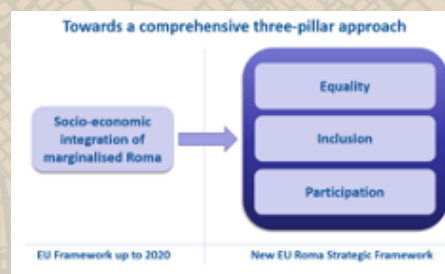 Towards a comprehensive three-pillar approach
Socio-economic
integration of
marginalised Roma
Equality
Inclusion
Participation
EU Framework up to 2020
New EU Roma Strategic Framework